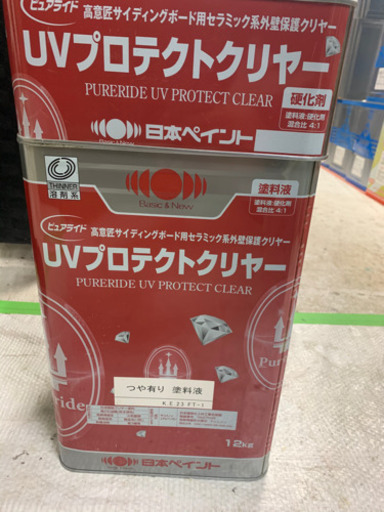 ピュアライド 高意匠サイディングボード用セラミック系外壁保護クリヤー
UVプロテクトクリヤー
PURERIDE UV PROTECT CLEAR
硬化剤
塗料液:硬化剤
混合比 4:1
日本ペイント
THINNER
溶剤系
Basic & New
塗料液
塗料液:硬化剤
混合比 4:1
ピュアライド 高意匠サイディングボード用セラミック系外壁保護クリヤー
UVプロテクトクリヤー
PURERIDE UV PROTECT CLEAR
Pur
ride
つや有り 塗料液
12kg
日本ペイント